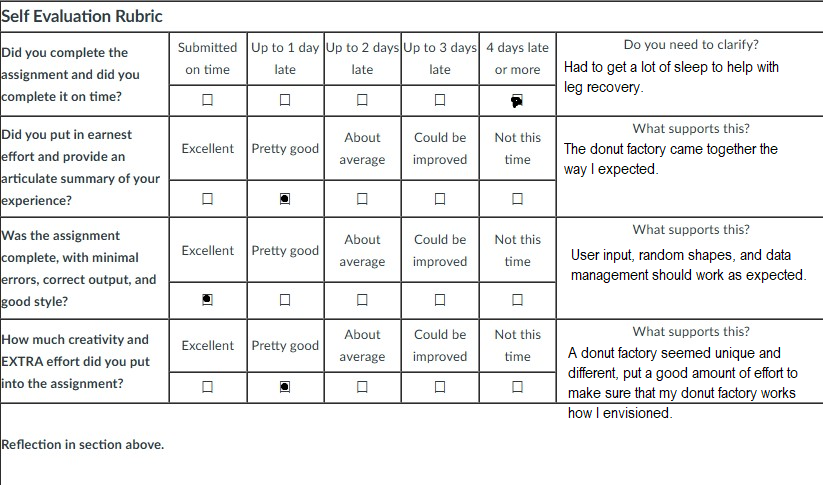 Self Evaluation Rubric
Did you complete the
assignment and did you
complete it on time?
Submitted
on time
Up to 1 day
late
Up to 2 days
late
Up to 3 days
late
4 days late
or more
Do you need to clarify?
Had to get a lot of sleep to help with
leg recovery.
Did you put in earnest
effort and provide an
articulate summary of your
experience?
Excellent
Pretty good
About
average
Could be
improved
Not this
time
What supports this?
The donut factory came together the
way I expected.
Was the assignment
complete, with minimal
errors, correct output, and
good style?
Excellent
Pretty good
About
average
Could be
improved
Not this
time
What supports this?
User input, random shapes, and data
management should work as expected.
How much creativity and
EXTRA effort did you put
into the assignment?
Excellent
Pretty good
About
average
Could be
improved
Not this
time
What supports this?
A donut factory seemed unique and
different, put a good amount of effort to
make sure that my donut factory works
how I envisioned.
Reflection in section above.